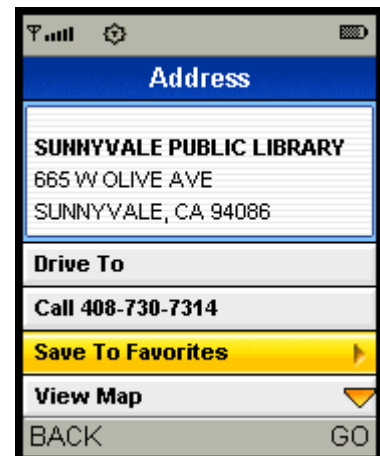 Address
SUNNYVALE PUBLIC LIBRARY
665 W OLIVE AVE
SUNNYVALE, CA 94086
Drive To
Call 408-730-7314
Save To Favorites
View Map
BACK GO